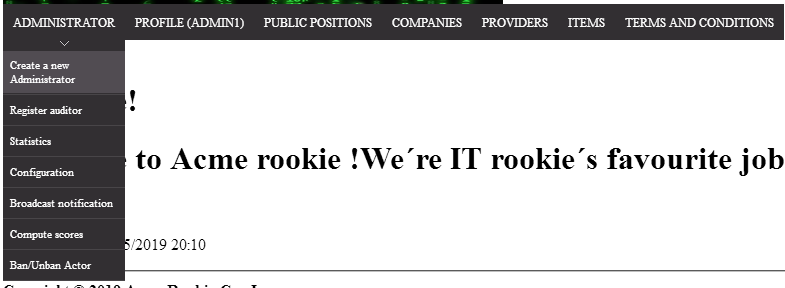 ADMINISTRATOR PROFILE (ADMIN1) PUBLIC POSITIONS COMPANIES PROVIDERS ITEMS TERMS AND CONDITIONS
Create a new
Administrator
Register auditor
Statistics
Configuration
Broadcast notification
Compute scores
Ban/Unban Actor
!
to Acme rookie !We´re IT rookie´s favourite job
5/2019 20:10